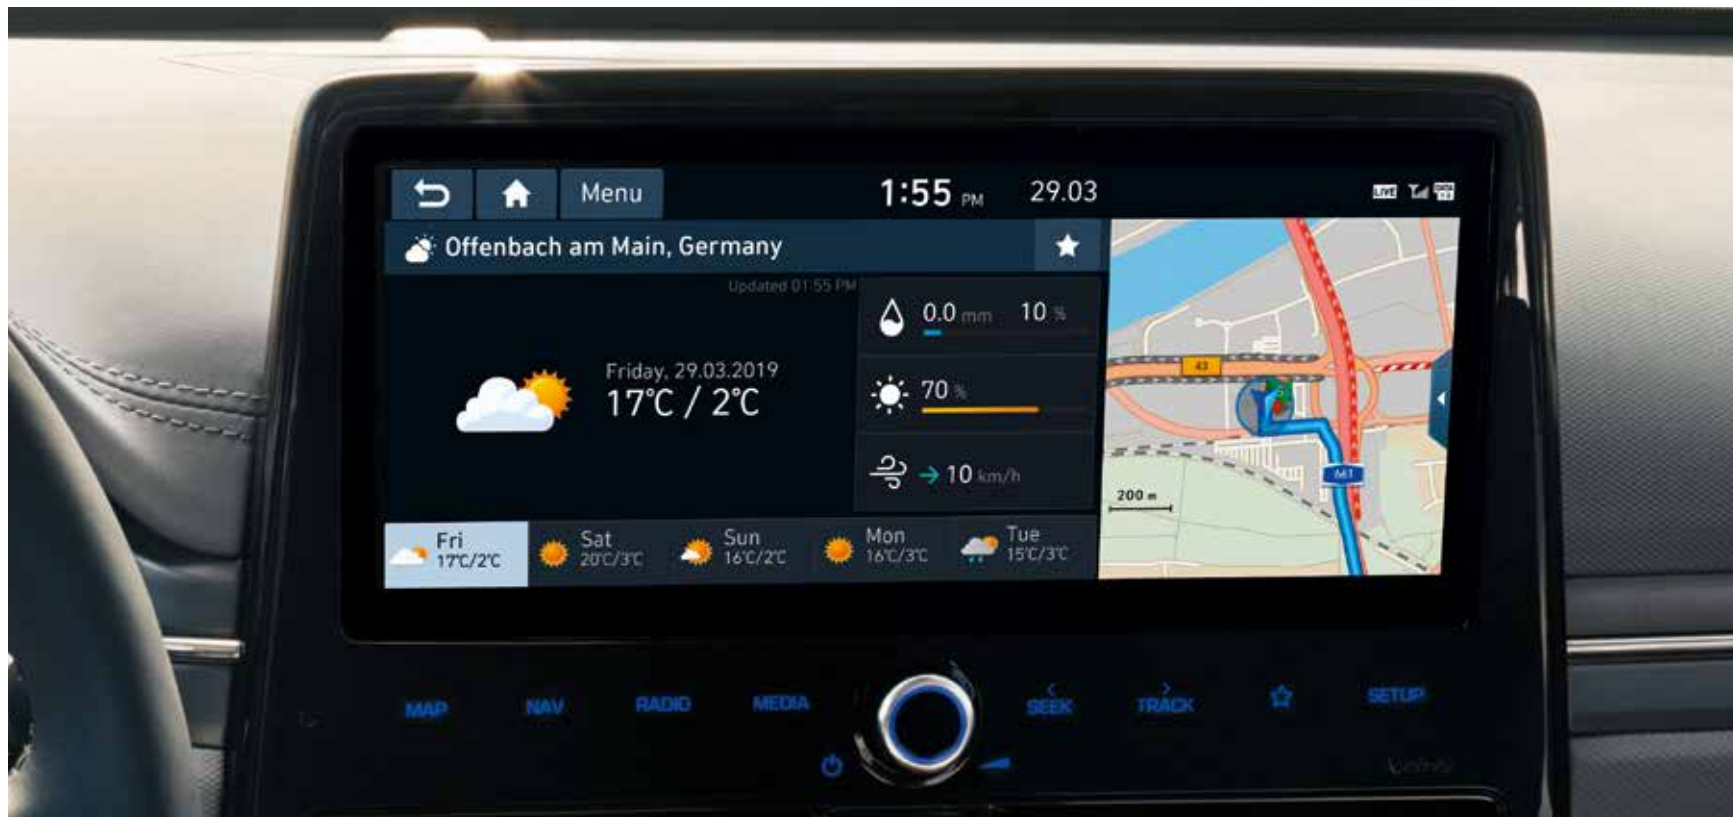 Menu
1:55 PM
29.03
LIVE
Offenbach am Main, Germany
Updated 01:55 PM
Friday, 29.03.2019
17°C / 2°C
0.0 mm 10 %
70 %
10 km/h
Fri
17°C/2°C
Sat
20°C/3°C
Sun
16°C/2°C
Mon
16°C/3°C
Tue
15°C/3°C
43
661
200 m
MAP
NAV
RADIO
MEDIA
SEEK
TRACK
SETUP